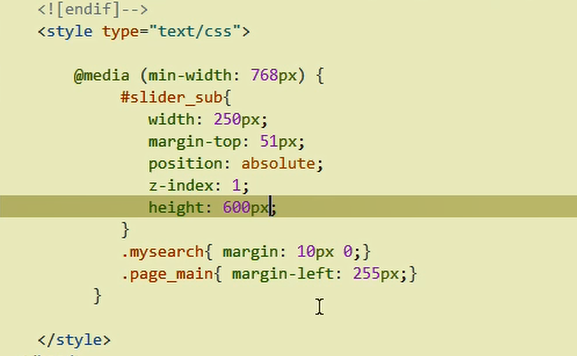 <![endif]-->
<style type="text/css">
@media (min-width: 768px) {
#slider_sub{
width: 250px;
margin-top: 51px;
position: absolute;
z-index: 1;
height: 600px;
}
.mysearch{ margin: 10px 0;}
.page_main{ margin-left: 255px;}
}
</style>